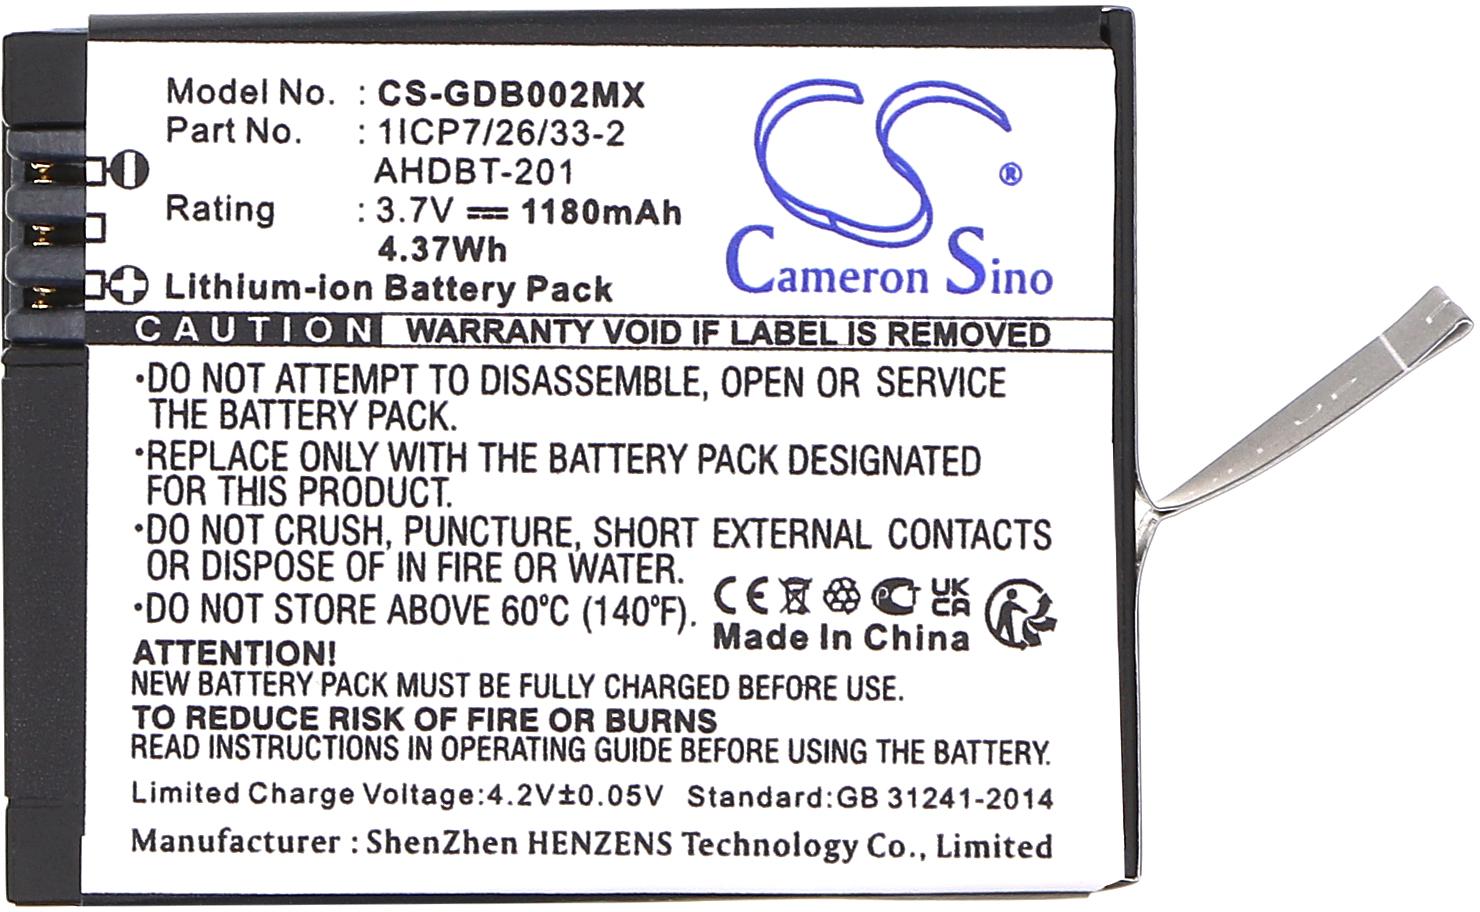 Model No. : CS-GDB002MX
Part No. : 1ICP7/26/33-2
AHDBT-201
Rating : 3.7V ⎓ 1180mAh
4.37Wh
Lithium-ion Battery Pack
CS ®
Cameron Sino
CAUTION WARRANTY VOID IF LABEL IS REMOVED
·DO NOT ATTEMPT TO DISASSEMBLE, OPEN OR SERVICE
THE BATTERY PACK.
·REPLACE ONLY WITH THE BATTERY PACK DESIGNATED
FOR THIS PRODUCT.
·DO NOT CRUSH, PUNCTURE, SHORT EXTERNAL CONTACTS
OR DISPOSE OF IN FIRE OR WATER.
·DO NOT STORE ABOVE 60°C (140°F).
CE UK
CA
Made In China
ATTENTION!
NEW BATTERY PACK MUST BE FULLY CHARGED BEFORE USE.
TO REDUCE RISK OF FIRE OR BURNS
READ INSTRUCTIONS IN OPERATING GUIDE BEFORE USING THE BATTERY.
Limited Charge Voltage:4.2V±0.05V Standard:GB 31241-2014
Manufacturer : ShenZhen HENZENS Technology Co., Limited